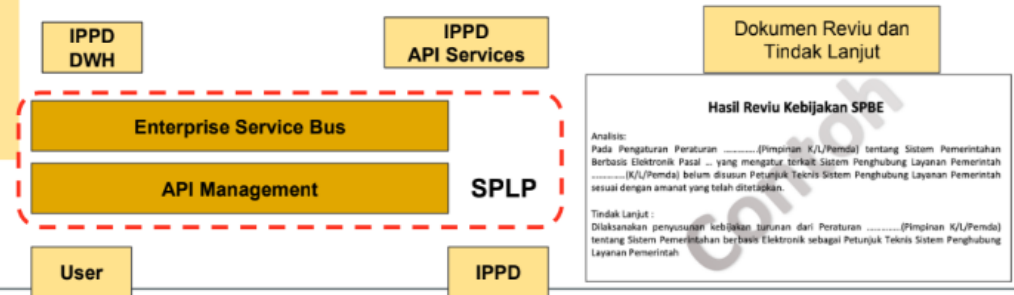 IPPD
DWH
IPPD
API Services
Enterprise Service Bus
API Management
SPLP
User
IPPD
Dokumen Reviu dan
Tindak Lanjut
Hasil Reviu Kebijakan SPBE
Analisis:
Pada Pengaturan Peraturan ..............(Pimpinan K/L/Pemda) tentang Sistem Pemerintahan
Berbasis Elektronik Pasal ... yang mengatur terkait Sistem Penghubung Layanan Pemerintah
.............(K/L/Pemda) belum disusun Petunjuk Teknis Sistem Penghubung Layanan Pemerintah
sesuai dengan amanat yang telah ditetapkan.
Tindak Lanjut :
Dilaksanakan penyusunan kebijakan turunan dari Peraturan .............(Pimpinan K/L/Pemda)
tentang Sistem Pemerintahan berbasis Elektronik sebagai Petunjuk Teknis Sistem Penghubung
Layanan Pemerintah
Contoh